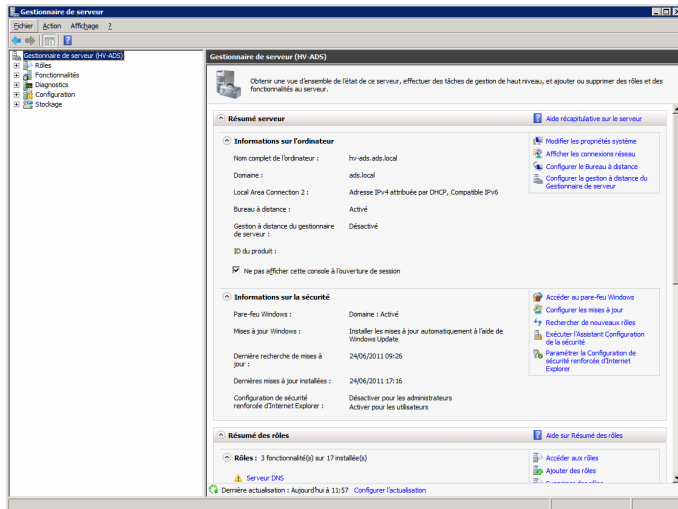 Gestionnaire de serveur
Fichier Action Affichage ?
Gestionnaire de serveur (HV-ADS)
Rôles
Fonctionnalités
Diagnostics
Configuration
Stockage
Gestionnaire de serveur (HV-ADS)
Obtenir une vue d'ensemble de l'état de ce serveur, effectuer des tâches de gestion de haut niveau, et ajouter ou supprimer des rôles et des
fonctionnalités au serveur.
Résumé serveur
Aide récapitulative sur le serveur
Informations sur l'ordinateur
Nom complet de l'ordinateur : hv-ads.ads.local
Domaine : ads.local
Local Area Connection 2 : Adresse IPv4 attribuée par DHCP, Compatible IPv6
Bureau à distance : Activé
Gestion à distance du gestionnaire
de serveur : Désactivé
ID du produit :
Ne pas afficher cette console à l'ouverture de session
Modifier les propriétés système
Afficher les connexions réseau
Configurer le Bureau à distance
Configurer la gestion à distance du
Gestionnaire de serveur
Informations sur la sécurité
Pare-feu Windows : Domaine : Activé
Mises à jour Windows : Installer les mises à jour automatiquement à l'aide de
Windows Update
Dernière recherche de mises à
jour : 24/06/2011 09:26
Dernières mises à jour installées : 24/06/2011 17:16
Configuration de sécurité
renforcée d'Internet Explorer : Désactiver pour les administrateurs
Activer pour les utilisateurs
Accéder au pare-feu Windows
Configurer les mises à jour
Rechercher de nouveaux rôles
Exécuter l'Assistant Configuration
de la sécurité
Paramétrer la Configuration de
sécurité renforcée d'Internet
Explorer
Résumé des rôles
Aide sur Résumé des rôles
Rôles : 3 fonctionnalité(s) sur 17 installée(s)
Serveur DNS
Accéder aux rôles
Ajouter des rôles
Supprimer des rôles
Dernière actualisation : Aujourd'hui à 11:57 Configurer l'actualisation